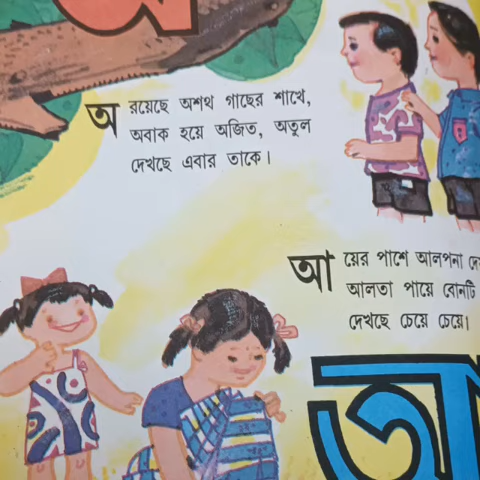 অ
অ রয়েছে অশথ গাছের শাখে,
অবাক হয়ে অজিত, অতুল
দেখছে এবার তাকে।
আ য়ের পাশে আলপনা
আলতা পায়ে বোনটি
দেখছে চেয়ে চেয়ে।
আ